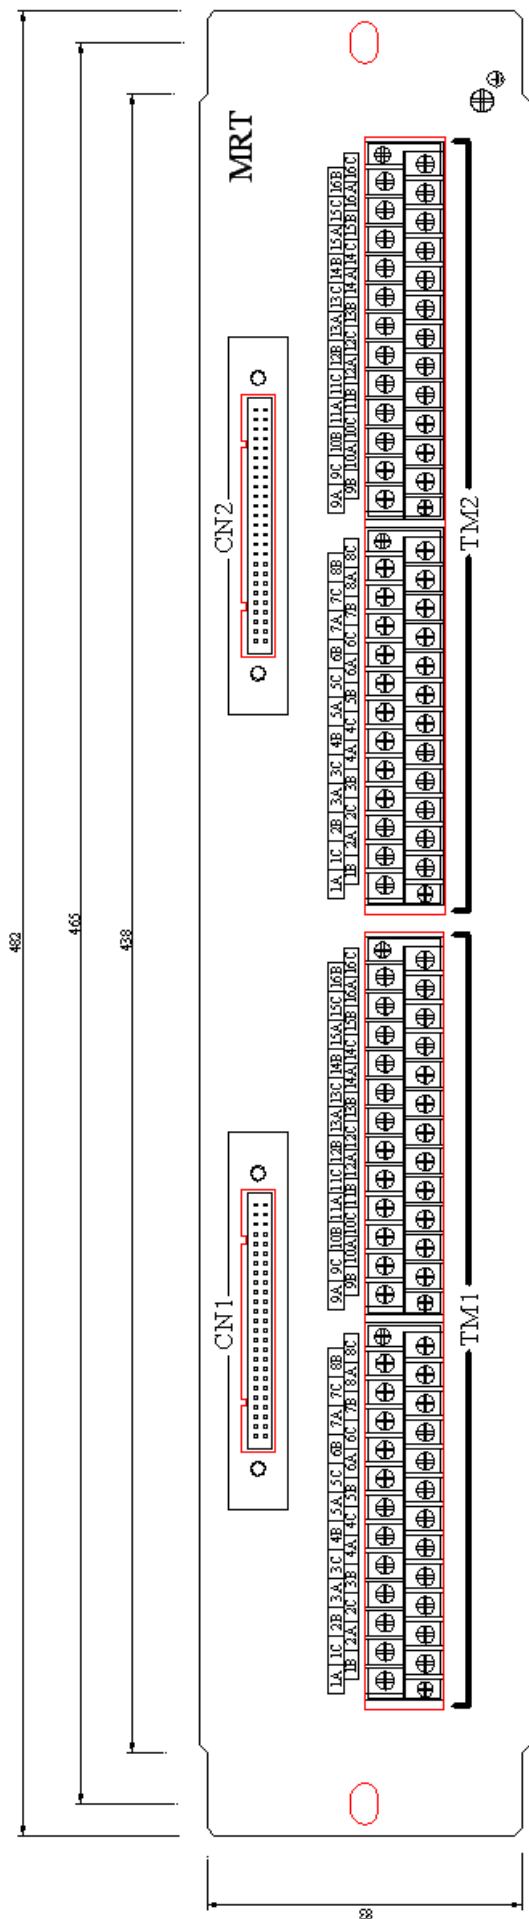 482
465
438
88
CN1
CN2
MRT
1A 1C 2B 3A 3C 4B 5A 5C 6B 7A 7C 8B
1B 2A 2C 3B 4A 4C 5B 6A 6C 7B 8A 8C
9A 9C 10B 11A 11C 12B 13A 13C 14B 15A 15C 16B
9B 10A 10C 11B 12A 12C 13B 14A 14C 15B 16A 16C
1A 1C 2B 3A 3C 4B 5A 5C 6B 7A 7C 8B
1B 2A 2C 3B 4A 4C 5B 6A 6C 7B 8A 8C
9A 9C 10B 11A 11C 12B 13A 13C 14B 15A 15C 16B
9B 10A 10C 11B 12A 12C 13B 14A 14C 15B 16A 16C
TM1
TM2